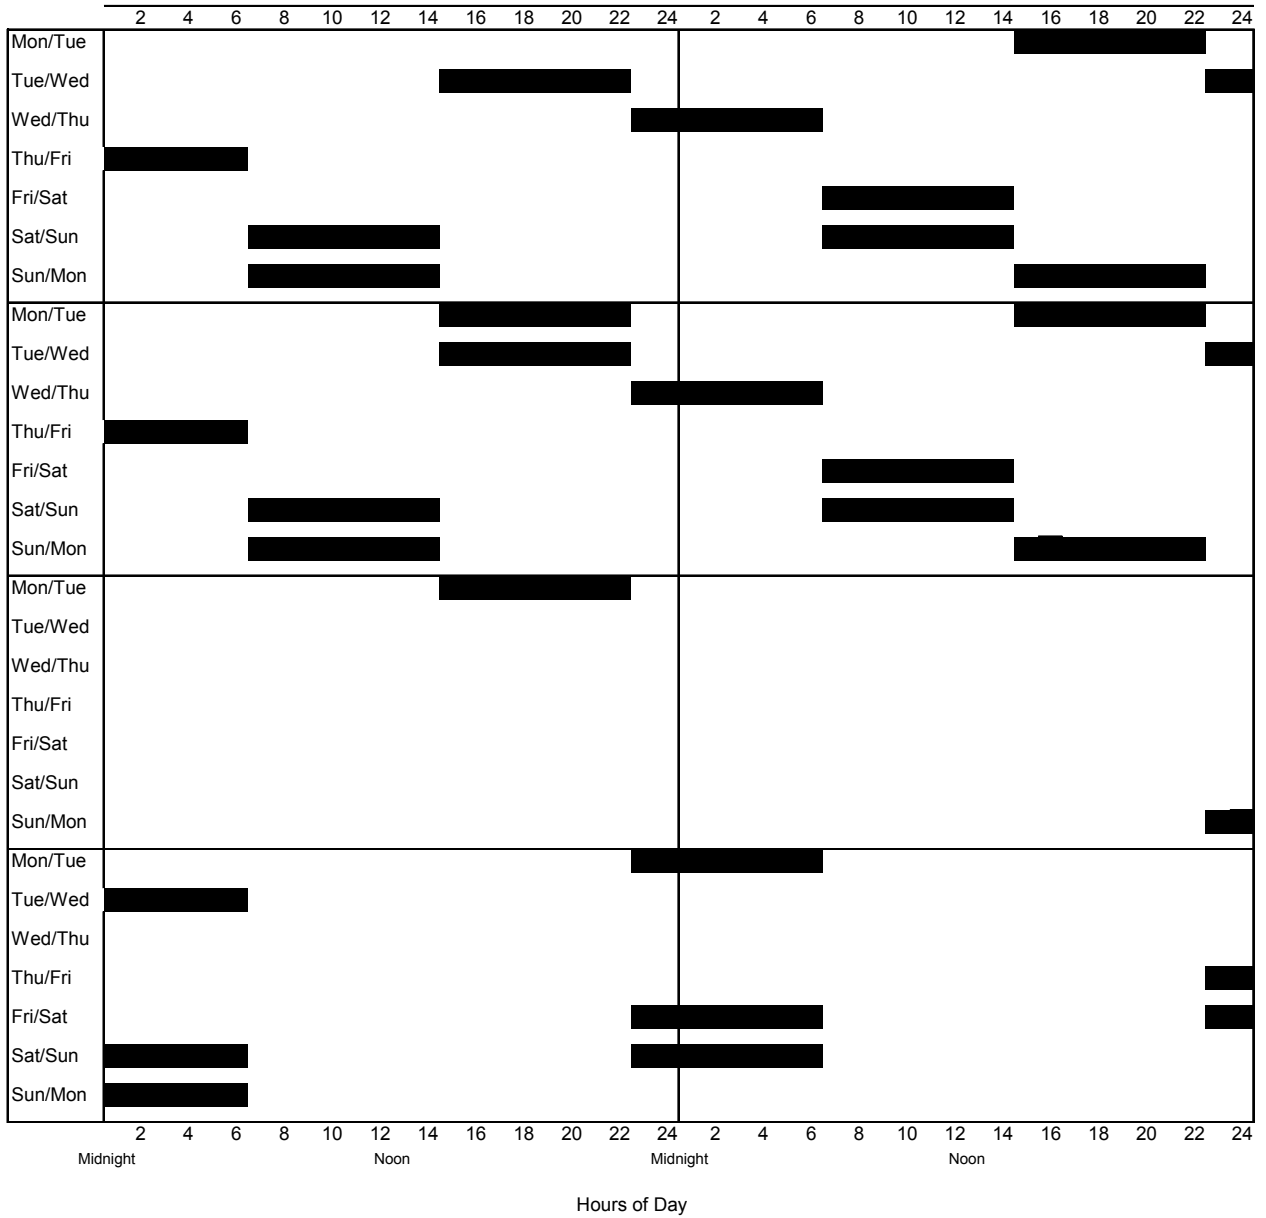 2 4 6 8 10 12 14 16 18 20 22 24 2 4 6 8 10 12 14 16 18 20 22 24
Mon/Tue
Tue/Wed
Wed/Thu
Thu/Fri
Fri/Sat
Sat/Sun
Sun/Mon
Mon/Tue
Tue/Wed
Wed/Thu
Thu/Fri
Fri/Sat
Sat/Sun
Sun/Mon
Mon/Tue
Tue/Wed
Wed/Thu
Thu/Fri
Fri/Sat
Sat/Sun
Sun/Mon
Mon/Tue
Tue/Wed
Wed/Thu
Thu/Fri
Fri/Sat
Sat/Sun
Sun/Mon
2 4 6 8 10 12 14 16 18 20 22 24 2 4 6 8 10 12 14 16 18 20 22 24
Midnight Noon Midnight Noon
Hours of Day